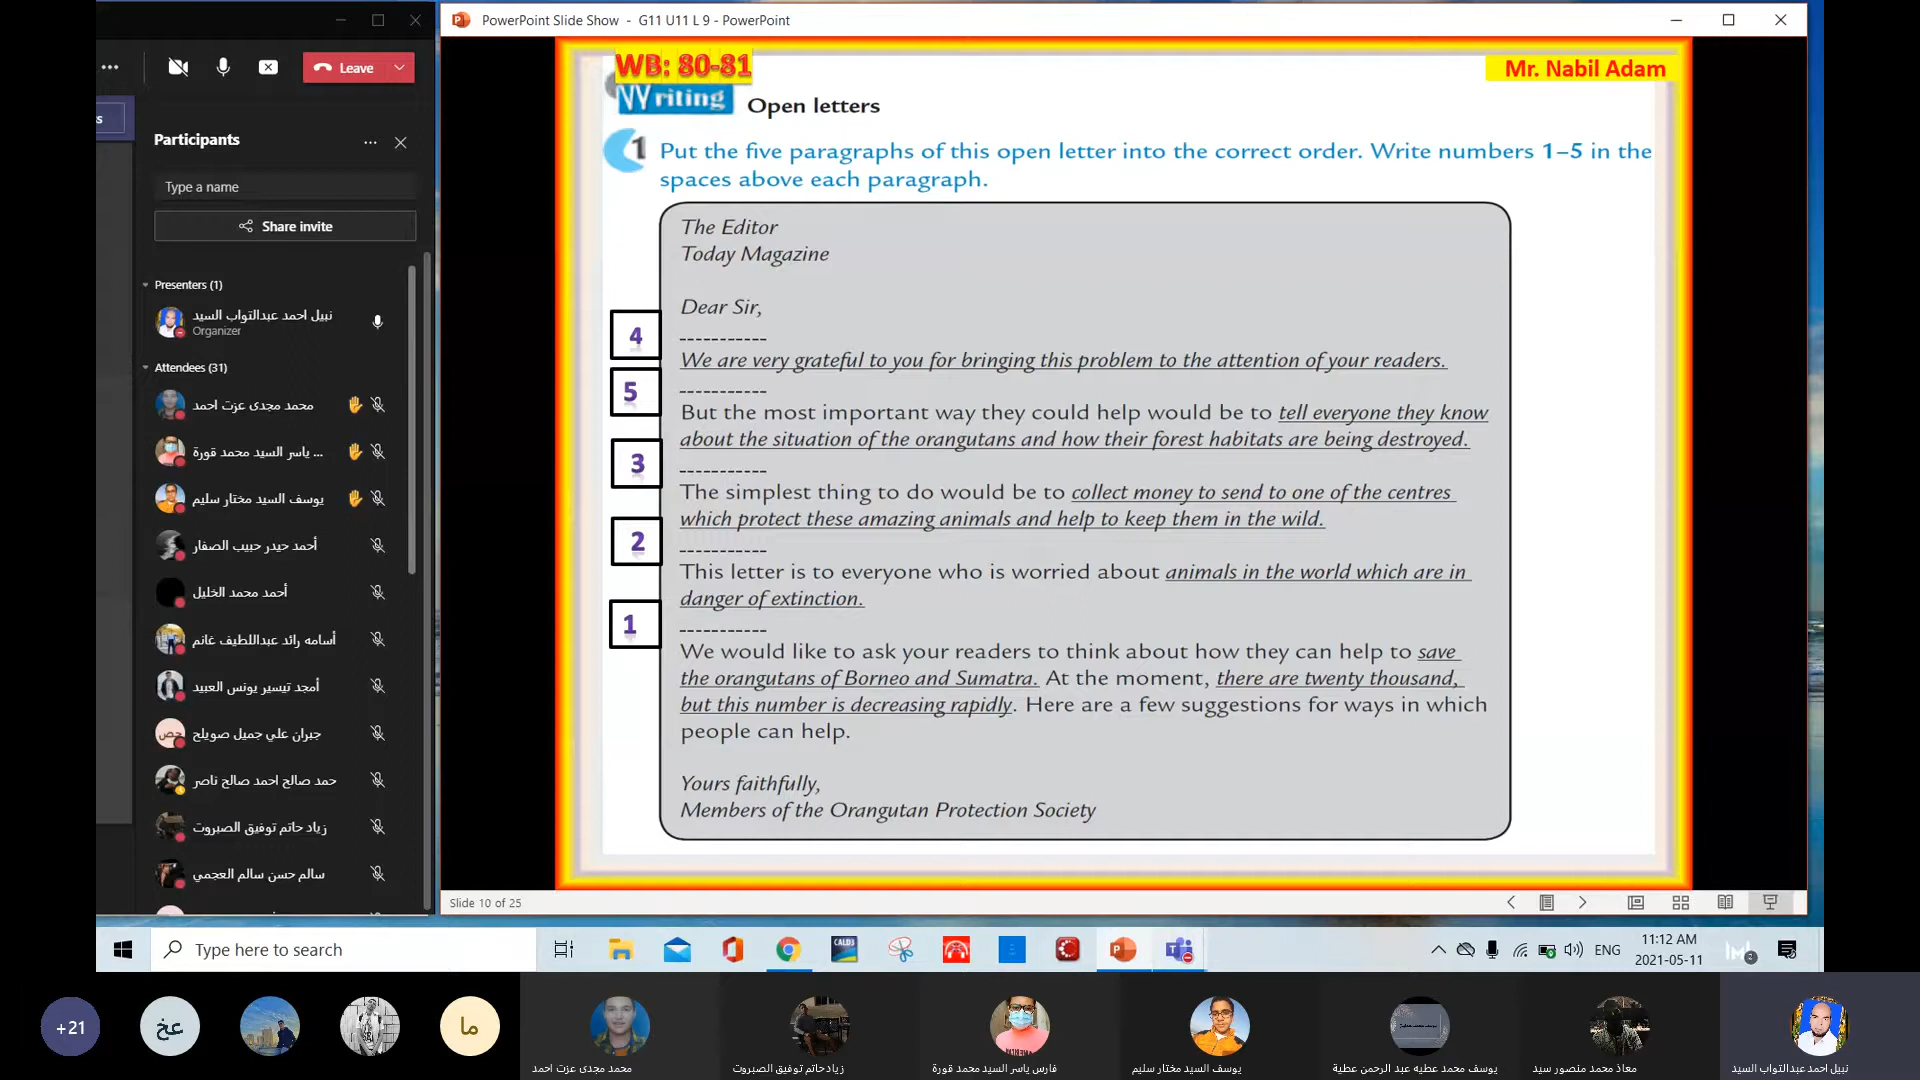 PowerPoint Slide Show - G11 U11 L 9 - PowerPoint
Leave
s
Participants
Type a name
Share invite
Presenters (1)
نبيل احمد عبدالتواب السيد
Organizer
Attendees (31)
محمد مجدى عزت احمد
... ياسر السيد محمد قورة
يوسف السيد مختار سليم
أحمد حيدر حبيب الصفار
أحمد محمد الخليل
أسامه رائد عبداللطيف غانم
أمجد تيسير يونس العبيد
جص
جبران علي جميل صويلح
حمد صالح احمد صالح ناصر
زياد حاتم توفيق الصبروت
سالم حسن سالم العجمي
WB: 80-81
Mr. Nabil Adam
Writing Open letters
1 Put the five paragraphs of this open letter into the correct order. Write numbers 1–5 in the
spaces above each paragraph.
The Editor
Today Magazine
Dear Sir,
4 -----------
We are very grateful to you for bringing this problem to the attention of your readers.
5 -----------
But the most important way they could help would be to tell everyone they know
about the situation of the orangutans and how their forest habitats are being destroyed.
3 -----------
The simplest thing to do would be to collect money to send to one of the centres
which protect these amazing animals and help to keep them in the wild.
2 -----------
This letter is to everyone who is worried about animals in the world which are in
danger of extinction.
1 -----------
We would like to ask your readers to think about how they can help to save
the orangutans of Borneo and Sumatra. At the moment, there are twenty thousand,
but this number is decreasing rapidly. Here are a few suggestions for ways in which
people can help.
Yours faithfully,
Members of the Orangutan Protection Society
Slide 10 of 25
Type here to search
CALD3
ENG
11:12 AM
2021-05-11
2
+21
عخ
ما
محمد مجدى عزت احمد
زياد حاتم توفيق الصبروت
فارس ياسر السيد محمد قورة
يوسف السيد مختار سليم
يوسف محمد عطيه عبد الرحمن عطية
معاذ محمد منصور سيد
نبيل احمد عبدالتواب السيد